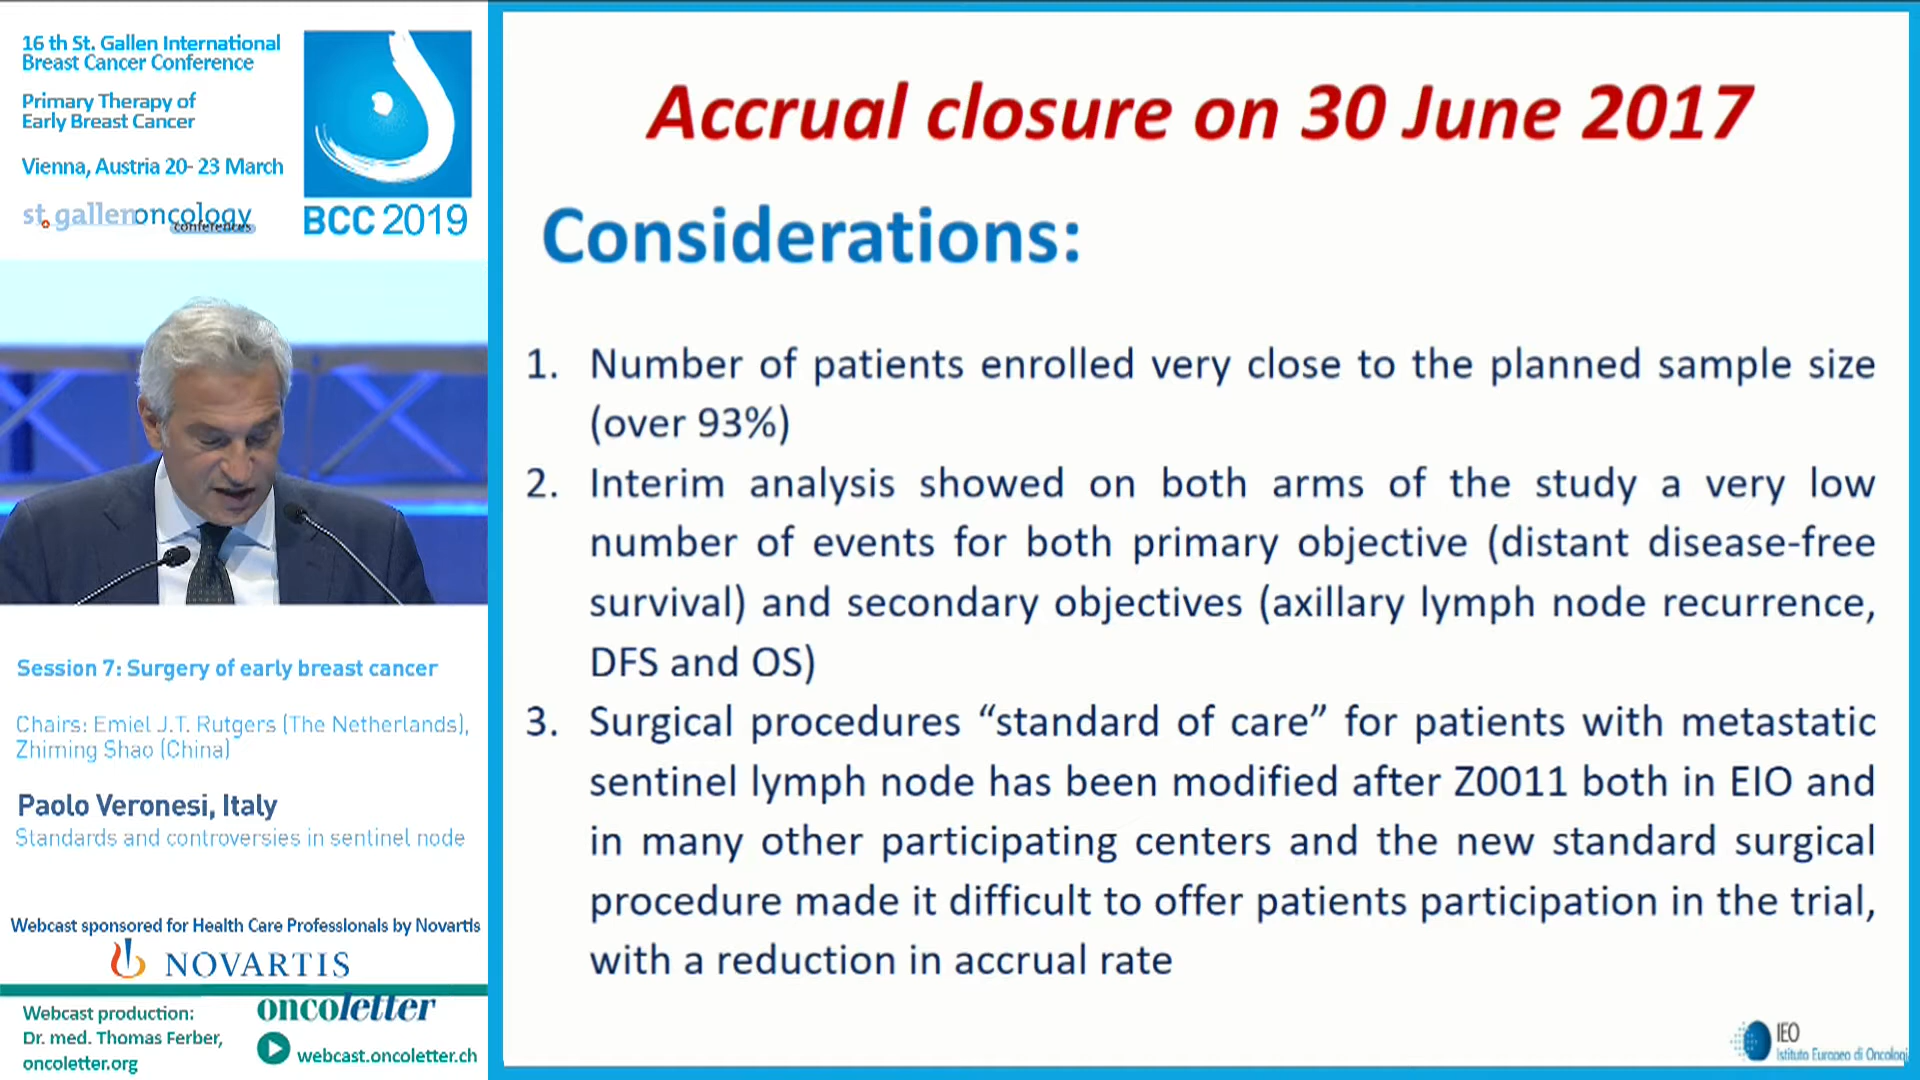 16 th St. Gallen International
Breast Cancer Conference
Primary Therapy of
Early Breast Cancer
Vienna, Austria 20- 23 March
st.gallenoncology
conferences
BCC 2019
Session 7: Surgery of early breast cancer
Chairs: Emiel J.T. Rutgers (The Netherlands),
Zhiming Shao (China)
Paolo Veronesi, Italy
Standards and controversies in sentinel node
Webcast sponsored for Health Care Professionals by Novartis
NOVARTIS
Webcast production:
Dr. med. Thomas Ferber,
oncoletter.org
oncoletter
webcast.oncoletter.ch
Accrual closure on 30 June 2017
Considerations:
1. Number of patients enrolled very close to the planned sample size
(over 93%)
2. Interim analysis showed on both arms of the study a very low
number of events for both primary objective (distant disease-free
survival) and secondary objectives (axillary lymph node recurrence,
DFS and OS)
3. Surgical procedures “standard of care” for patients with metastatic
sentinel lymph node has been modified after Z0011 both in EIO and
in many other participating centers and the new standard surgical
procedure made it difficult to offer patients participation in the trial,
with a reduction in accrual rate
IEO
Istituto Europeo di Oncologi